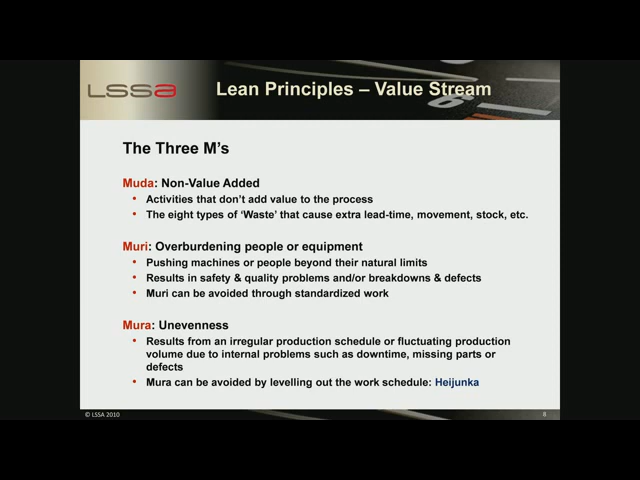 LSSa
Lean Principles – Value Stream
The Three M's
Muda: Non-Value Added
• Activities that don't add value to the process
• The eight types of 'Waste' that cause extra lead-time, movement, stock, etc.
Muri: Overburdening people or equipment
• Pushing machines or people beyond their natural limits
• Results in safety & quality problems and/or breakdowns & defects
• Muri can be avoided through standardized work
Mura: Unevenness
• Results from an irregular production schedule or fluctuating production
volume due to internal problems such as downtime, missing parts or
defects
• Mura can be avoided by levelling out the work schedule: Heijunka
© LSSA 2010
8